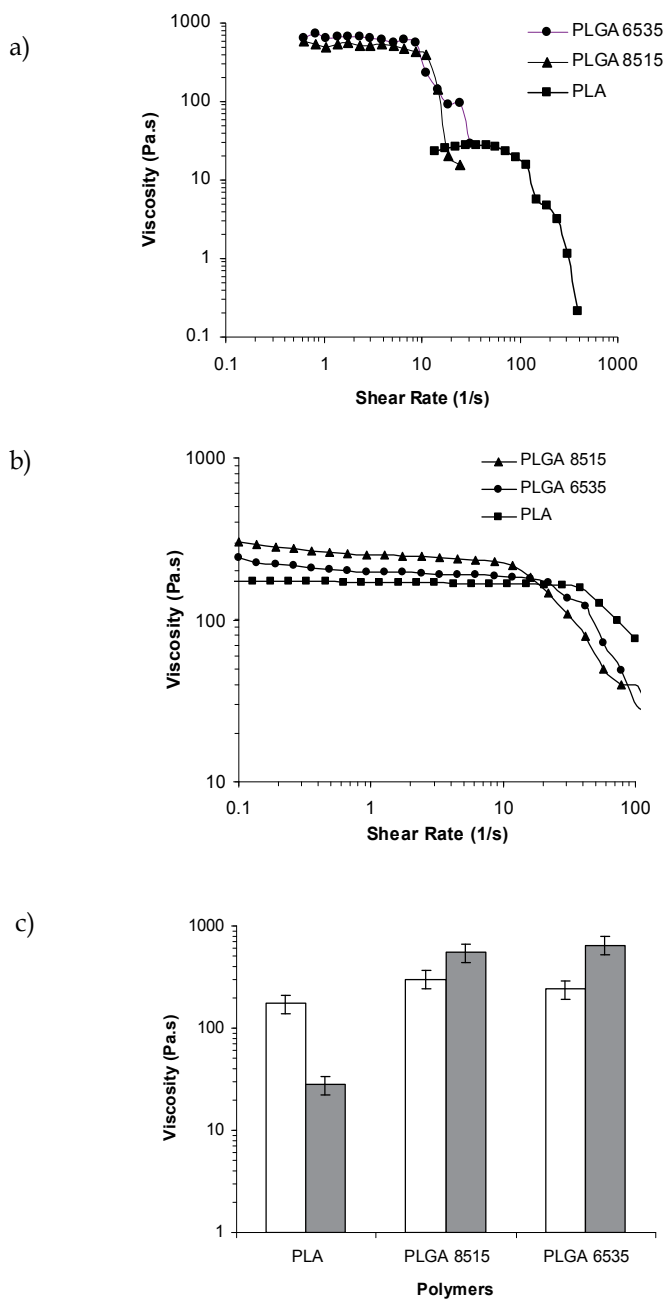 a)
1000
100
10
1
0.1
Viscosity (Pa.s)
0.1
1
10
100
1000
Shear Rate (1/s)
PLGA 6535
PLGA 8515
PLA
b)
1000
100
10
Viscosity (Pa.s)
0.1
1
10
100
Shear Rate (1/s)
PLGA 8515
PLGA 6535
PLA
c)
1000
100
10
1
Viscosity (Pa.s)
PLA
PLGA 8515
PLGA 6535
Polymers